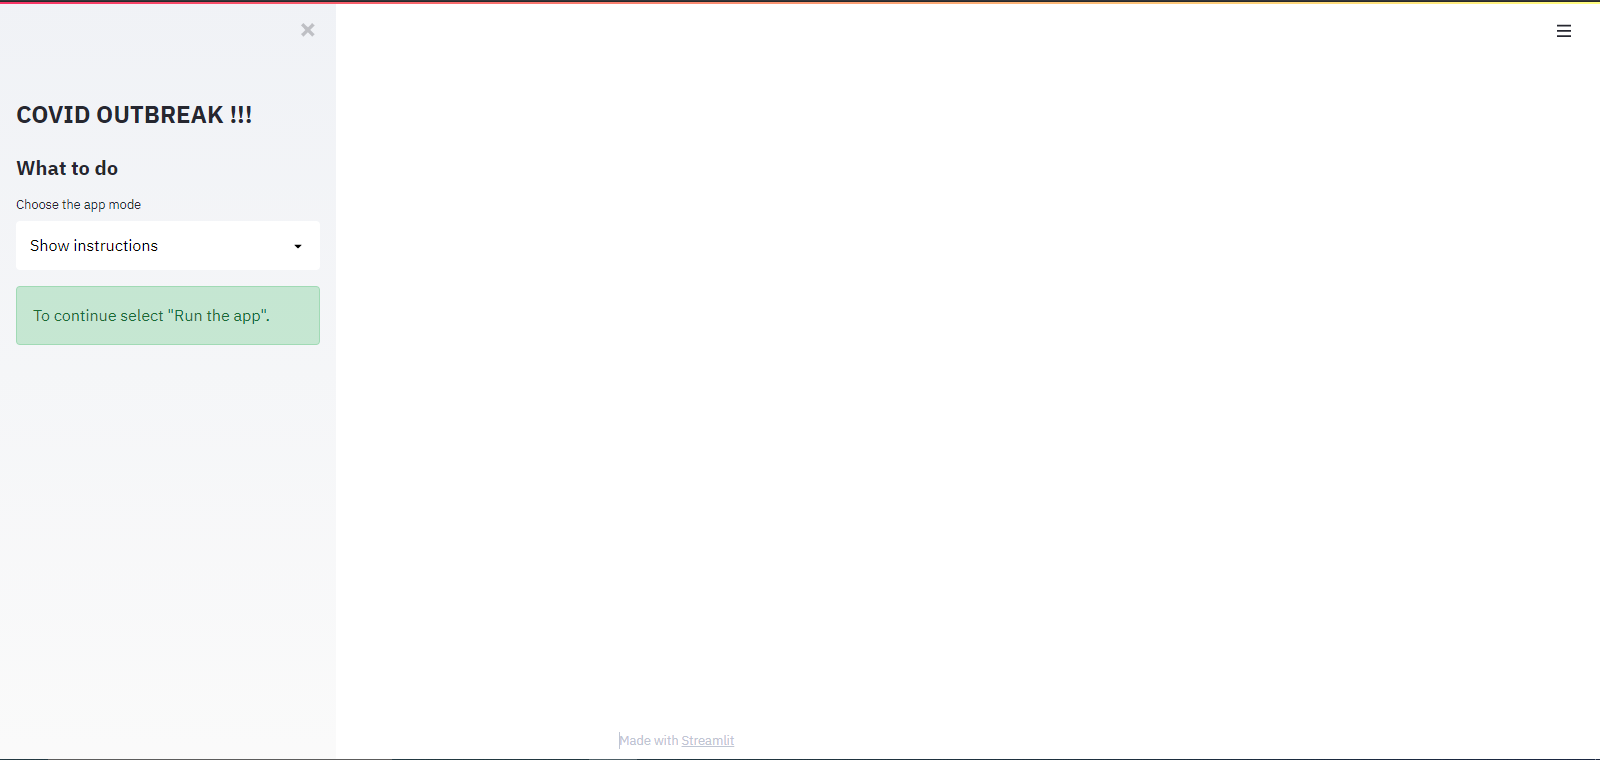 COVID OUTBREAK !!!
What to do
Choose the app mode
Show instructions
To continue select "Run the app".
Made with Streamlit